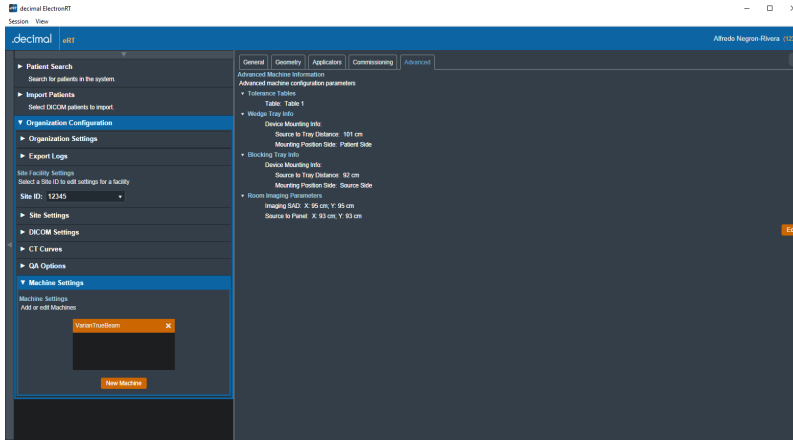 decimal ElectronRT
Session View
.decimal eRT
Alfredo Negron-Rivera
Patient Search
Search for patients in the system.
Import Patients
Select DICOM patients to import.
Organization Configuration
Organization Settings
Export Logs
Site Facility Settings
Select a Site ID to edit settings for a facility
Site ID: 12345
Site Settings
DICOM Settings
CT Curves
QA Options
Machine Settings
Machine Settings
Add or edit Machines
VarianTrueBeam
New Machine
General Geometry Applicators Commissioning Advanced
Advanced Machine Information
Advanced machine configuration parameters
Tolerance Tables
Table: Table 1
Wedge Tray Info
Device Mounting Info:
Source to Tray Distance: 101 cm
Mounting Position Side: Patient Side
Blocking Tray Info
Device Mounting Info:
Source to Tray Distance: 92 cm
Mounting Position Side: Source Side
Room Imaging Parameters
Imaging SAD: X: 95 cm; Y: 95 cm
Source to Panel: X: 93 cm; Y: 93 cm